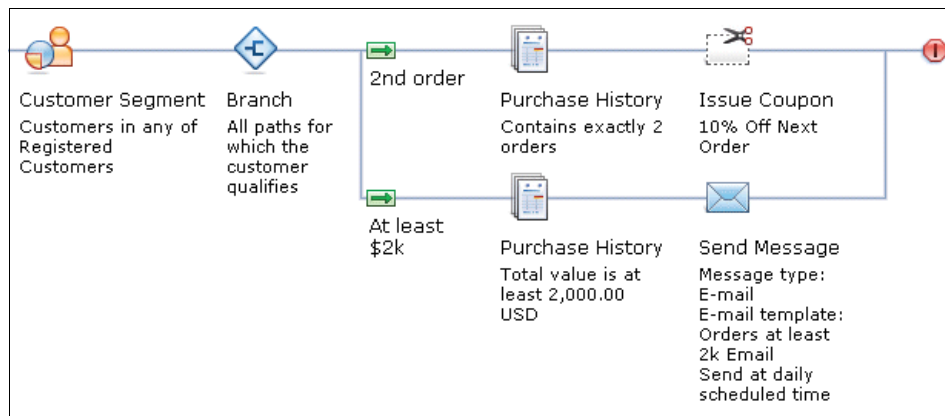 Customer Segment
Customers in any of
Registered
Customers
Branch
All paths for
which the
customer
qualifies
2nd order
Purchase History
Contains exactly 2
orders
Issue Coupon
10% Off Next
Order
At least
$2k
Purchase History
Total value is at
least 2,000.00
USD
Send Message
Message type:
E-mail
E-mail template:
Orders at least
2k Email
Send at daily
scheduled time